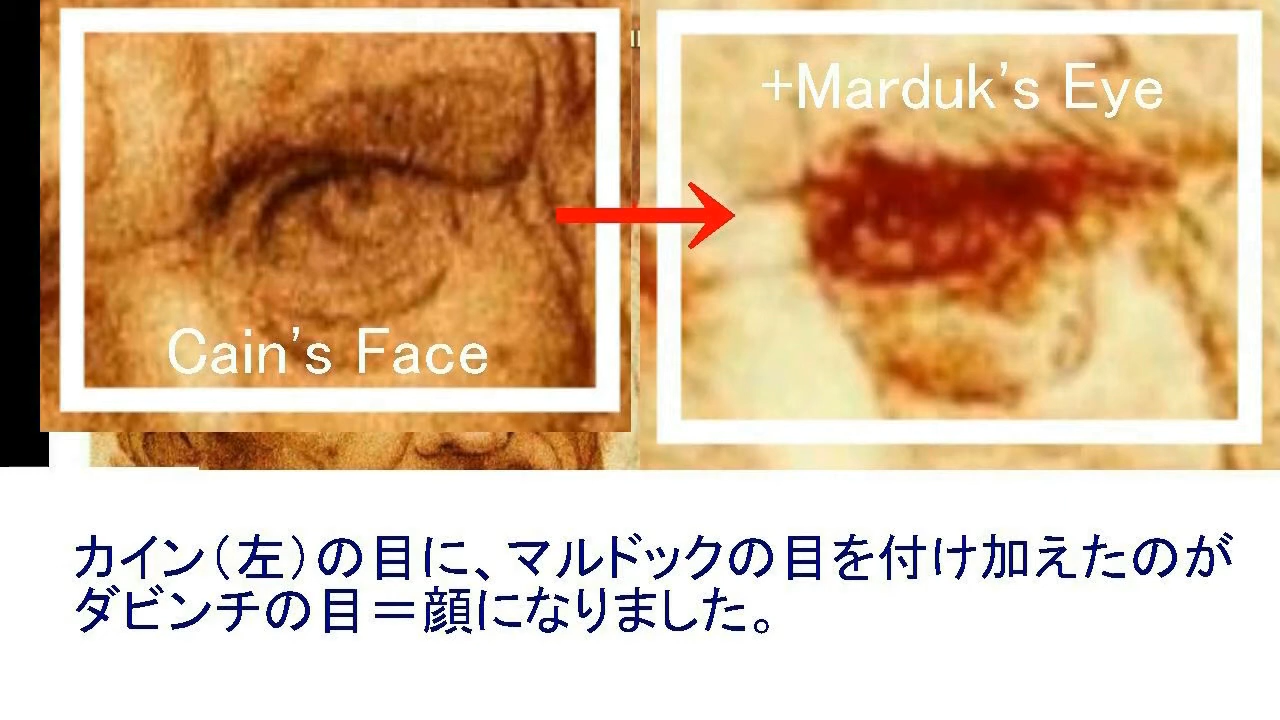 +Marduk's Eye
Cain's Face
カイン(左)の目に、マルドックの目を付け加えたのが
ダビンチの目=顔になりました。